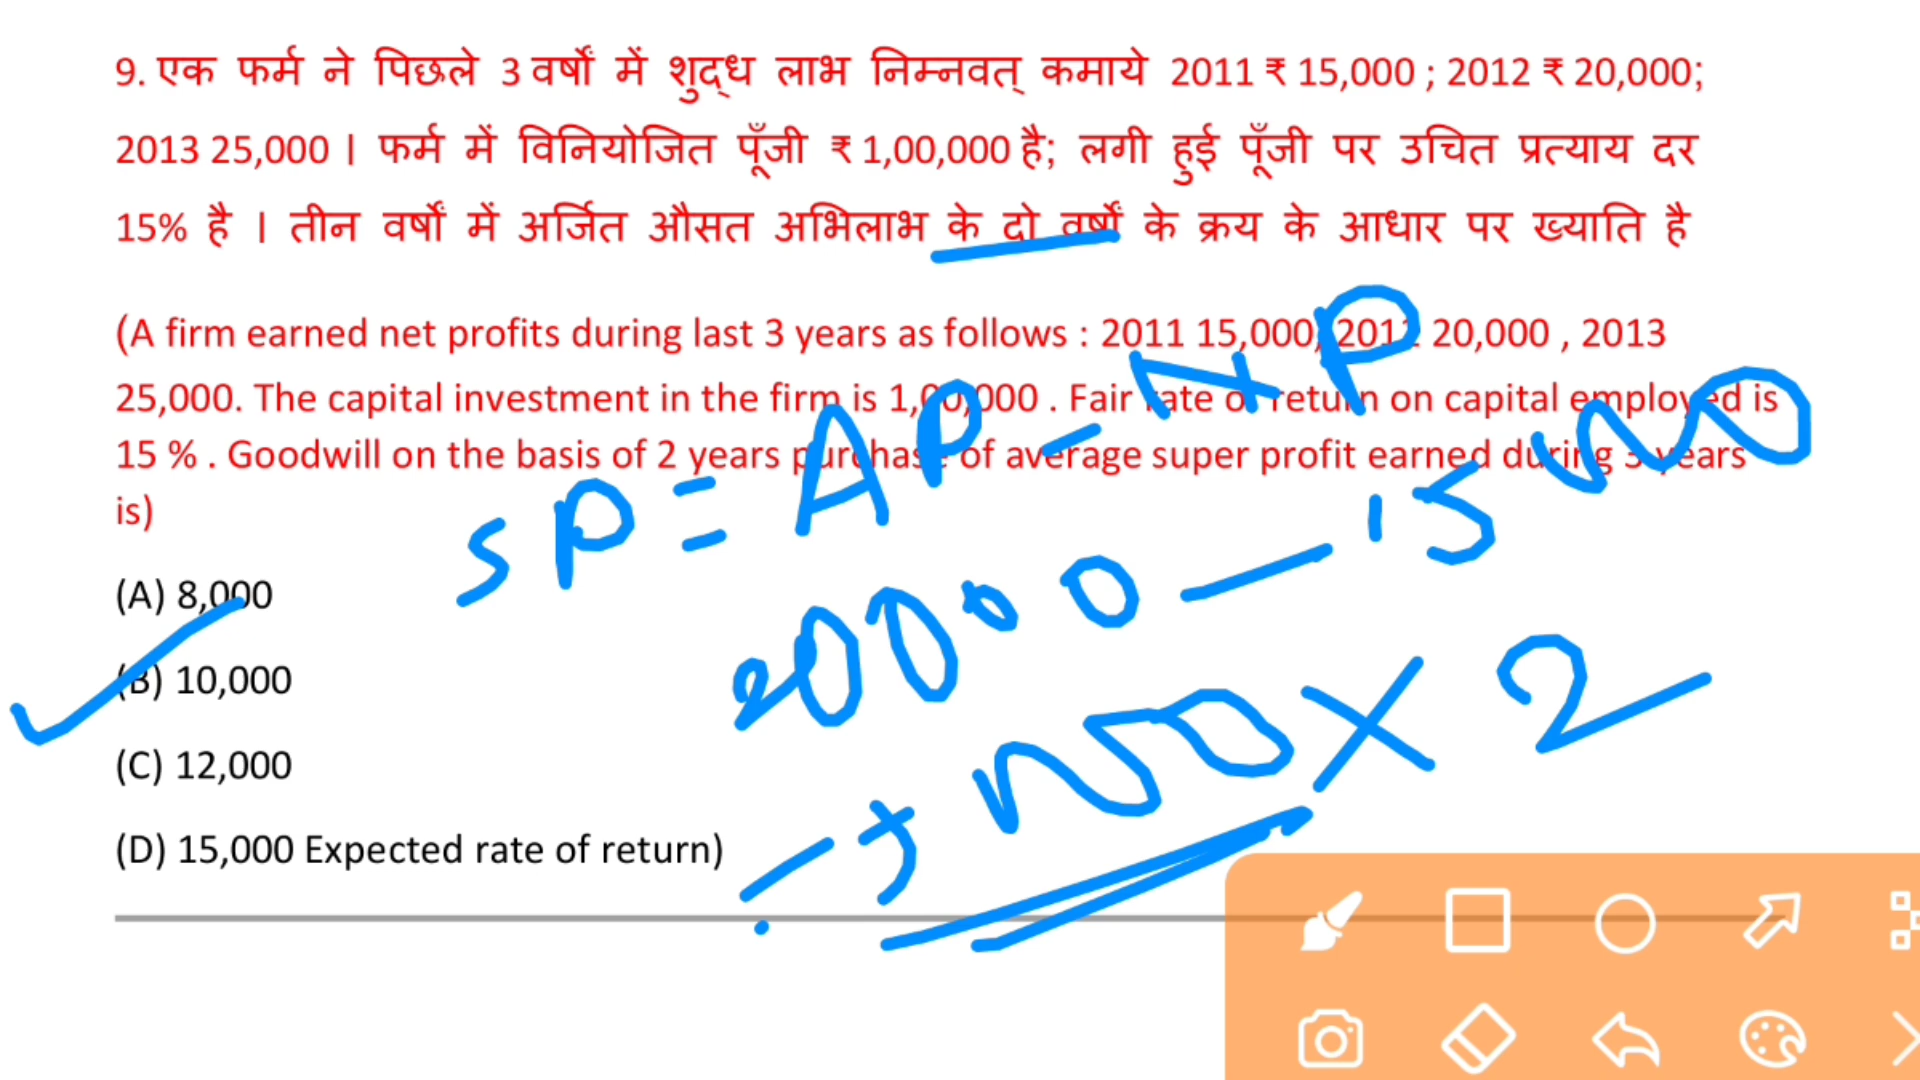 9. एक फर्म ने पिछले 3 वर्षों में शुद्ध लाभ निम्नवत् कमाये 2011 ₹ 15,000 ; 2012 ₹ 20,000;
2013 25,000 | फर्म में विनियोजित पूँजी ₹ 1,00,000 है; लगी हुई पूँजी पर उचित प्रत्याय दर
15% है | तीन वर्षों में अर्जित औसत अभिलाभ के दो वर्षों के क्रय के आधार पर ख्याति है
(A firm earned net profits during last 3 years as follows : 2011 15,000, 2012 20,000 , 2013
25,000. The capital investment in the firm is 1,00,000 . Fair rate of return on capital employed is
15 % . Goodwill on the basis of 2 years purchase of average super profit earned during 3 years
is)
SP = AP - NP
20000 - 15000
(A) 8,000
(B) 10,000
(C) 12,000
(D) 15,000 Expected rate of return)
5000 X 2